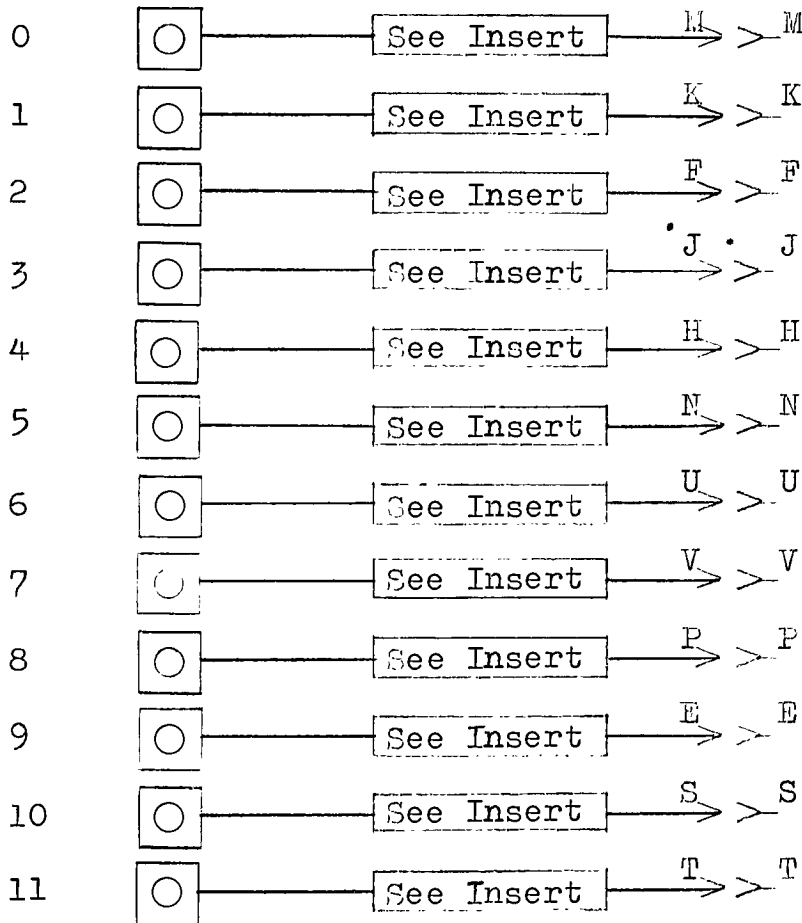 0 See Insert M M
1 See Insert K K
2 See Insert F F
3 See Insert J J
4 See Insert H H
5 See Insert N N
6 See Insert U U
7 See Insert V V
8 See Insert P P
9 See Insert E E
10 See Insert S S
11 See Insert T T